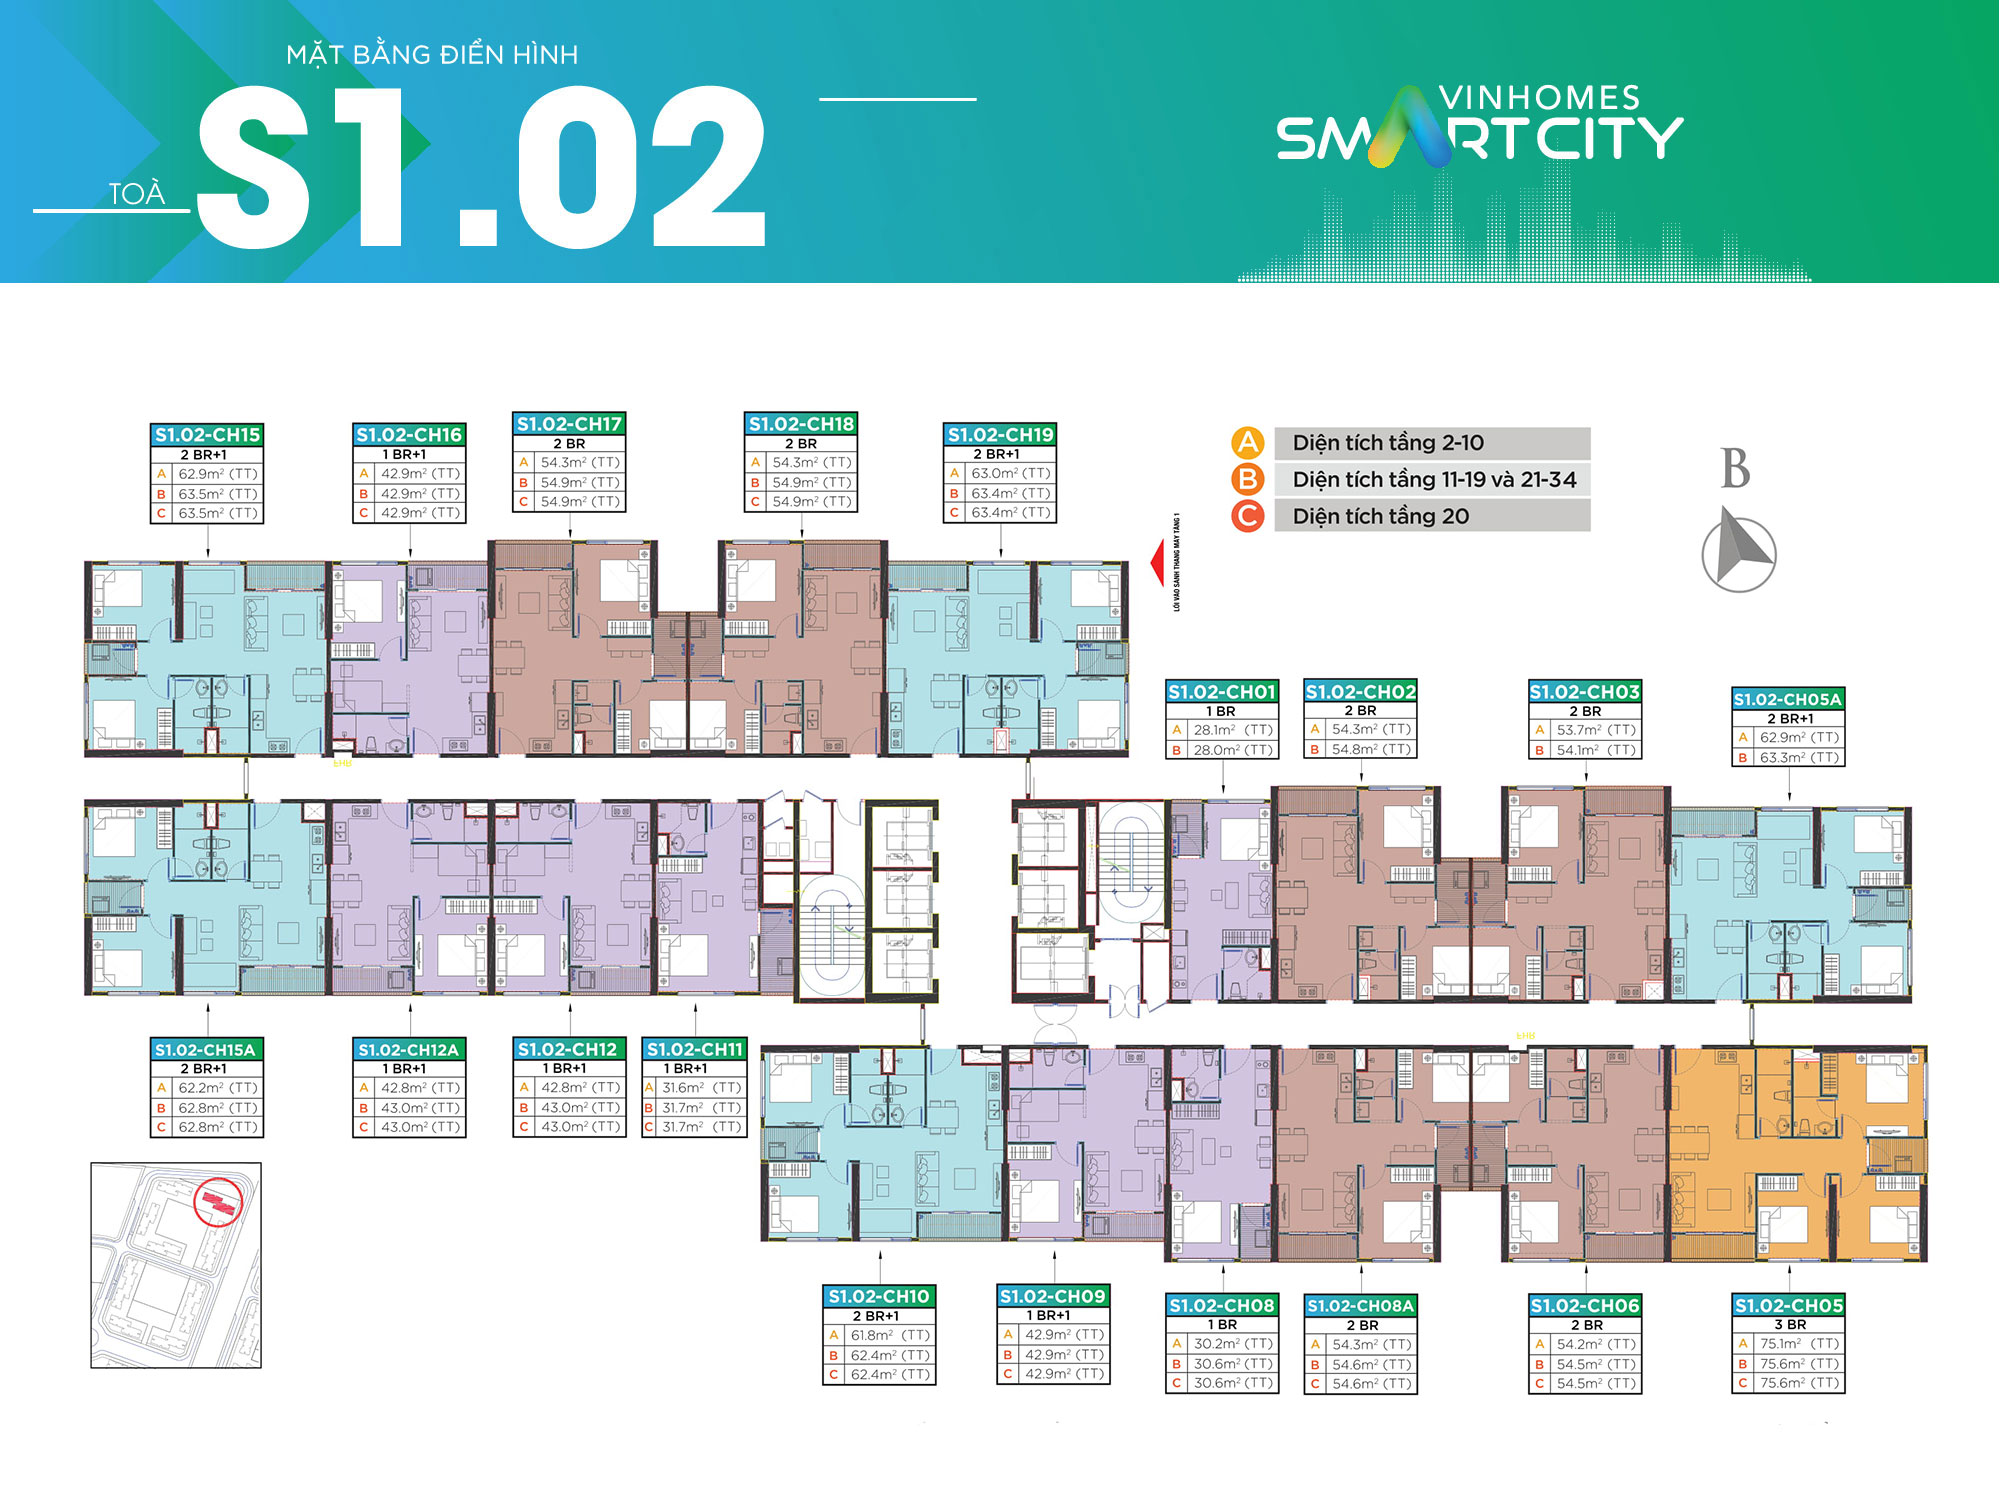 MẶT BẰNG ĐIỂN HÌNH
TOÀ S1.02
VINHOMES
SMARTCITY
S1.02-CH15
2 BR+1
A 62.9m² (TT)
B 63.5m² (TT)
C 63.5m² (TT)
S1.02-CH16
1 BR+1
A 42.9m² (TT)
B 42.9m² (TT)
C 42.9m² (TT)
S1.02-CH17
2 BR
A 54.3m² (TT)
B 54.9m² (TT)
C 54.9m² (TT)
S1.02-CH18
2 BR
A 54.3m² (TT)
B 54.9m² (TT)
C 54.9m² (TT)
S1.02-CH19
2 BR+1
A 63.0m² (TT)
B 63.4m² (TT)
C 63.4m² (TT)
A Diện tích tầng 2-10
B Diện tích tầng 11-19 và 21-34
C Diện tích tầng 20
B
LỐI VÀO SẢNH THANG MÁY TẦNG 1
S1.02-CH01
1 BR
A 28.1m² (TT)
B 28.0m² (TT)
S1.02-CH02
2 BR
A 54.3m² (TT)
B 54.8m² (TT)
S1.02-CH03
2 BR
A 53.7m² (TT)
B 54.1m² (TT)
S1.02-CH05A
2 BR+1
A 62.9m² (TT)
B 63.3m² (TT)
S1.02-CH15A
2 BR+1
A 62.2m² (TT)
B 62.8m² (TT)
C 62.8m² (TT)
S1.02-CH12A
1 BR+1
A 42.8m² (TT)
B 43.0m² (TT)
C 43.0m² (TT)
S1.02-CH12
1 BR+1
A 42.8m² (TT)
B 43.0m² (TT)
C 43.0m² (TT)
S1.02-CH11
1 BR+1
A 31.6m² (TT)
B 31.7m² (TT)
C 31.7m² (TT)
S1.02-CH10
2 BR+1
A 61.8m² (TT)
B 62.4m² (TT)
C 62.4m² (TT)
S1.02-CH09
1 BR+1
A 42.9m² (TT)
B 42.9m² (TT)
C 42.9m² (TT)
S1.02-CH08
1 BR
A 30.2m² (TT)
B 30.6m² (TT)
C 30.6m² (TT)
S1.02-CH08A
2 BR
A 54.3m² (TT)
B 54.6m² (TT)
C 54.6m² (TT)
S1.02-CH06
2 BR
A 54.2m² (TT)
B 54.5m² (TT)
C 54.5m² (TT)
S1.02-CH05
3 BR
A 75.1m² (TT)
B 75.6m² (TT)
C 75.6m² (TT)